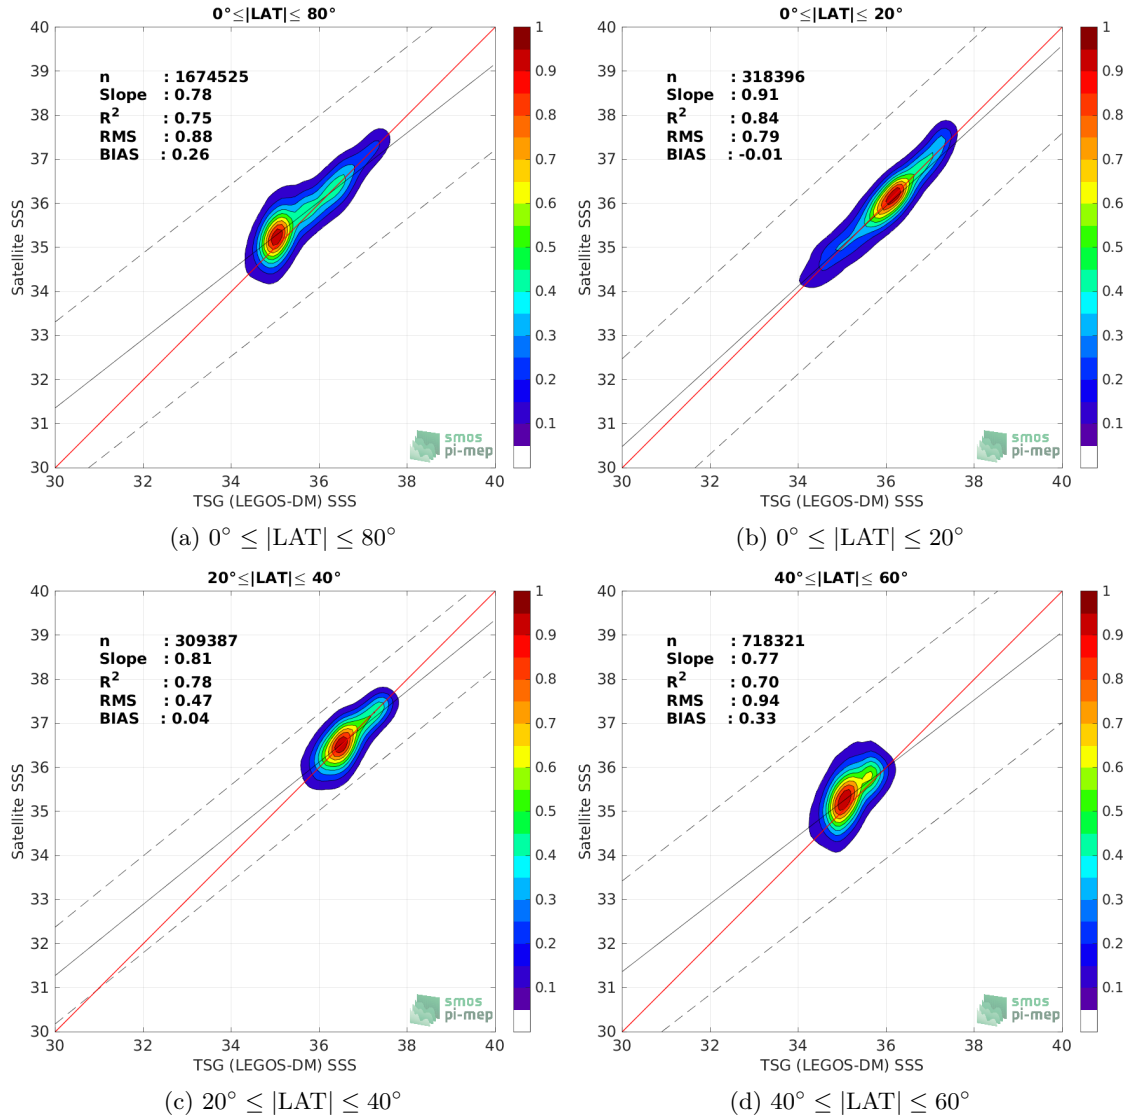 0°≤|LAT|≤ 80°
40
39
38
37
36
35
34
33
32
31
30
Satellite SSS
n : 1674525
Slope : 0.78
R² : 0.75
RMS : 0.88
BIAS : 0.26
smos
pi-mep
30 32 34 36 38 40
TSG (LEGOS-DM) SSS
1
0.9
0.8
0.7
0.6
0.5
0.4
0.3
0.2
0.1
(a) 0° ≤ |LAT| ≤ 80°
0°≤|LAT|≤ 20°
40
39
38
37
36
35
34
33
32
31
30
Satellite SSS
n : 318396
Slope : 0.91
R² : 0.84
RMS : 0.79
BIAS : -0.01
smos
pi-mep
30 32 34 36 38 40
TSG (LEGOS-DM) SSS
1
0.9
0.8
0.7
0.6
0.5
0.4
0.3
0.2
0.1
(b) 0° ≤ |LAT| ≤ 20°
20°≤|LAT|≤ 40°
40
39
38
37
36
35
34
33
32
31
30
Satellite SSS
n : 309387
Slope : 0.81
R² : 0.78
RMS : 0.47
BIAS : 0.04
smos
pi-mep
30 32 34 36 38 40
TSG (LEGOS-DM) SSS
1
0.9
0.8
0.7
0.6
0.5
0.4
0.3
0.2
0.1
(c) 20° ≤ |LAT| ≤ 40°
40°≤|LAT|≤ 60°
40
39
38
37
36
35
34
33
32
31
30
Satellite SSS
n : 718321
Slope : 0.77
R² : 0.70
RMS : 0.94
BIAS : 0.33
smos
pi-mep
30 32 34 36 38 40
TSG (LEGOS-DM) SSS
1
0.9
0.8
0.7
0.6
0.5
0.4
0.3
0.2
0.1
(d) 40° ≤ |LAT| ≤ 60°